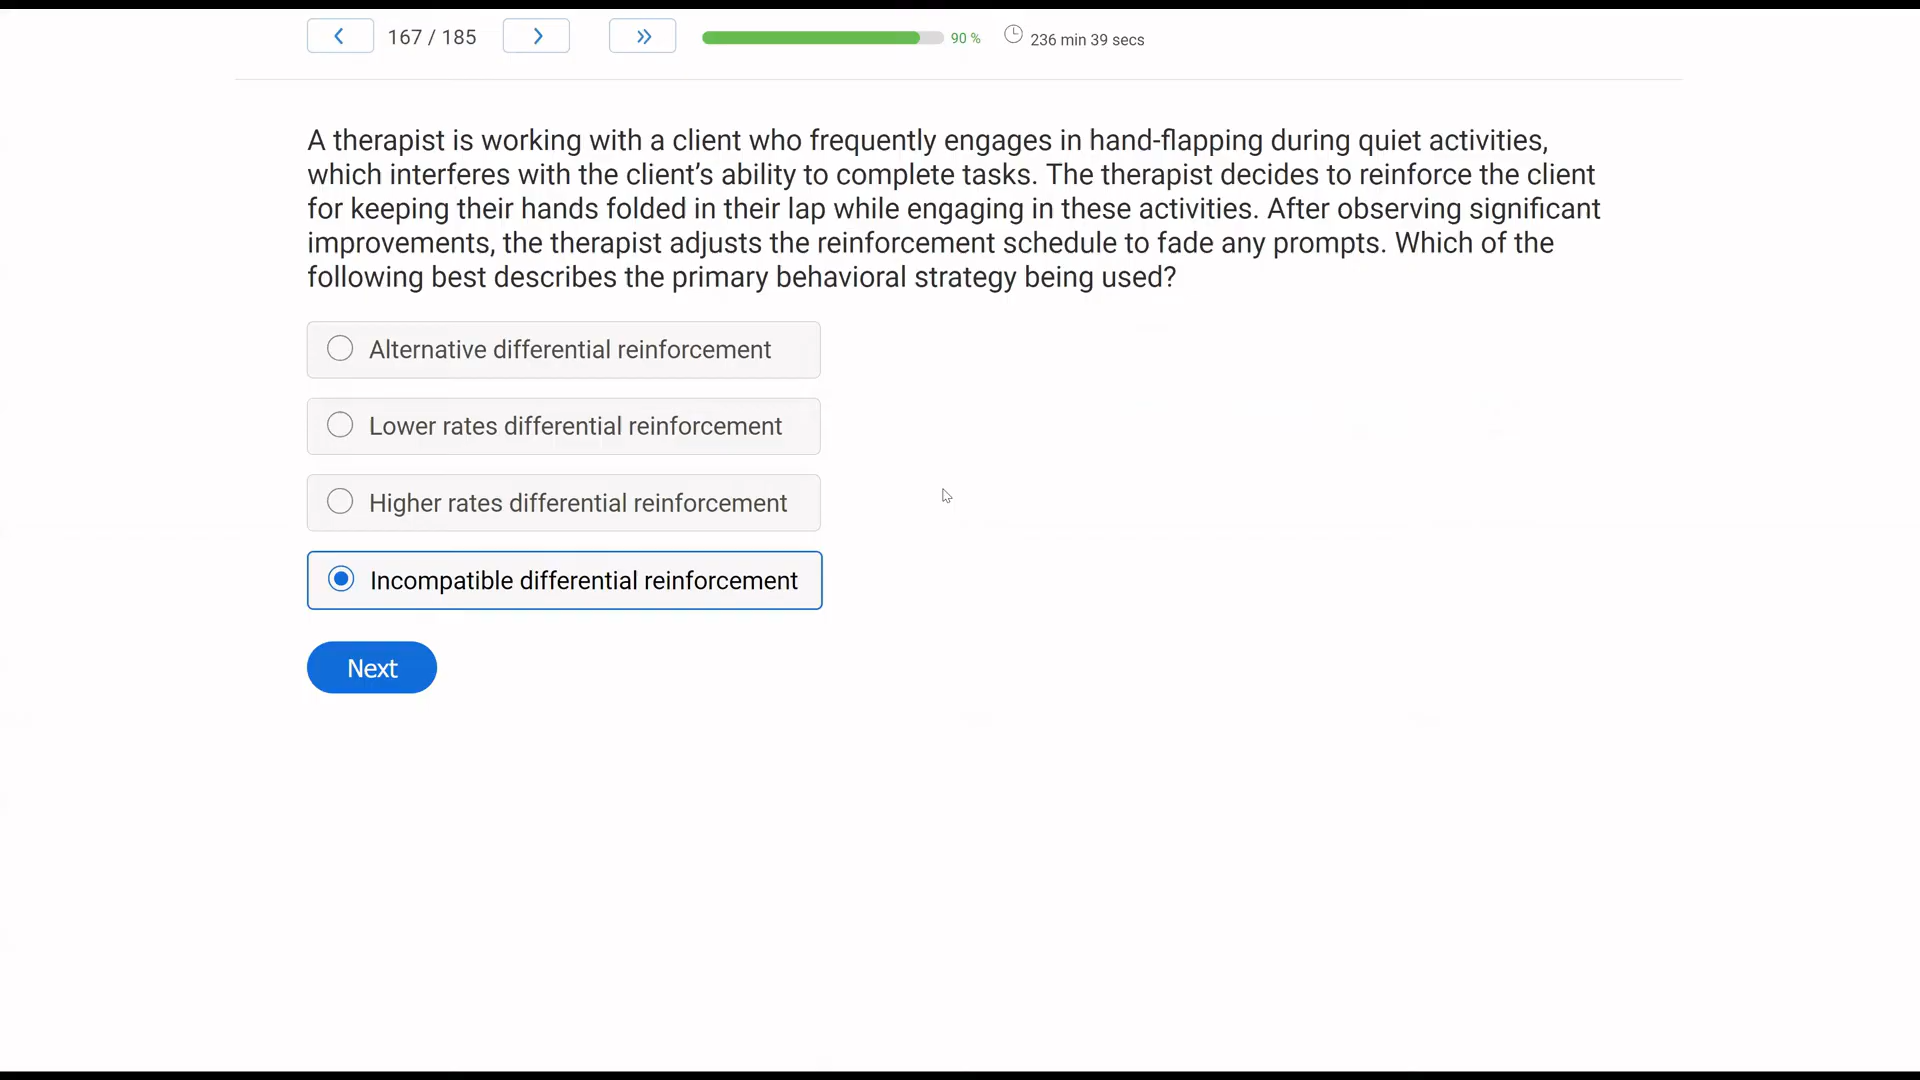 167 / 185
90 %
236 min 39 secs
A therapist is working with a client who frequently engages in hand-flapping during quiet activities,
which interferes with the client’s ability to complete tasks. The therapist decides to reinforce the client
for keeping their hands folded in their lap while engaging in these activities. After observing significant
improvements, the therapist adjusts the reinforcement schedule to fade any prompts. Which of the
following best describes the primary behavioral strategy being used?
Alternative differential reinforcement
Lower rates differential reinforcement
Higher rates differential reinforcement
Incompatible differential reinforcement
Next